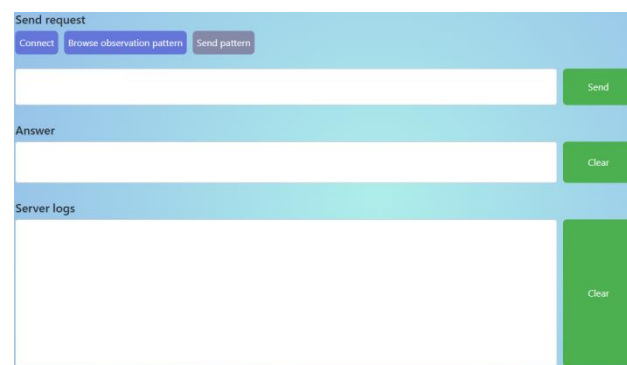 Send request
Connect Browse observation pattern Send pattern
Send
Answer
Clear
Server logs
Clear